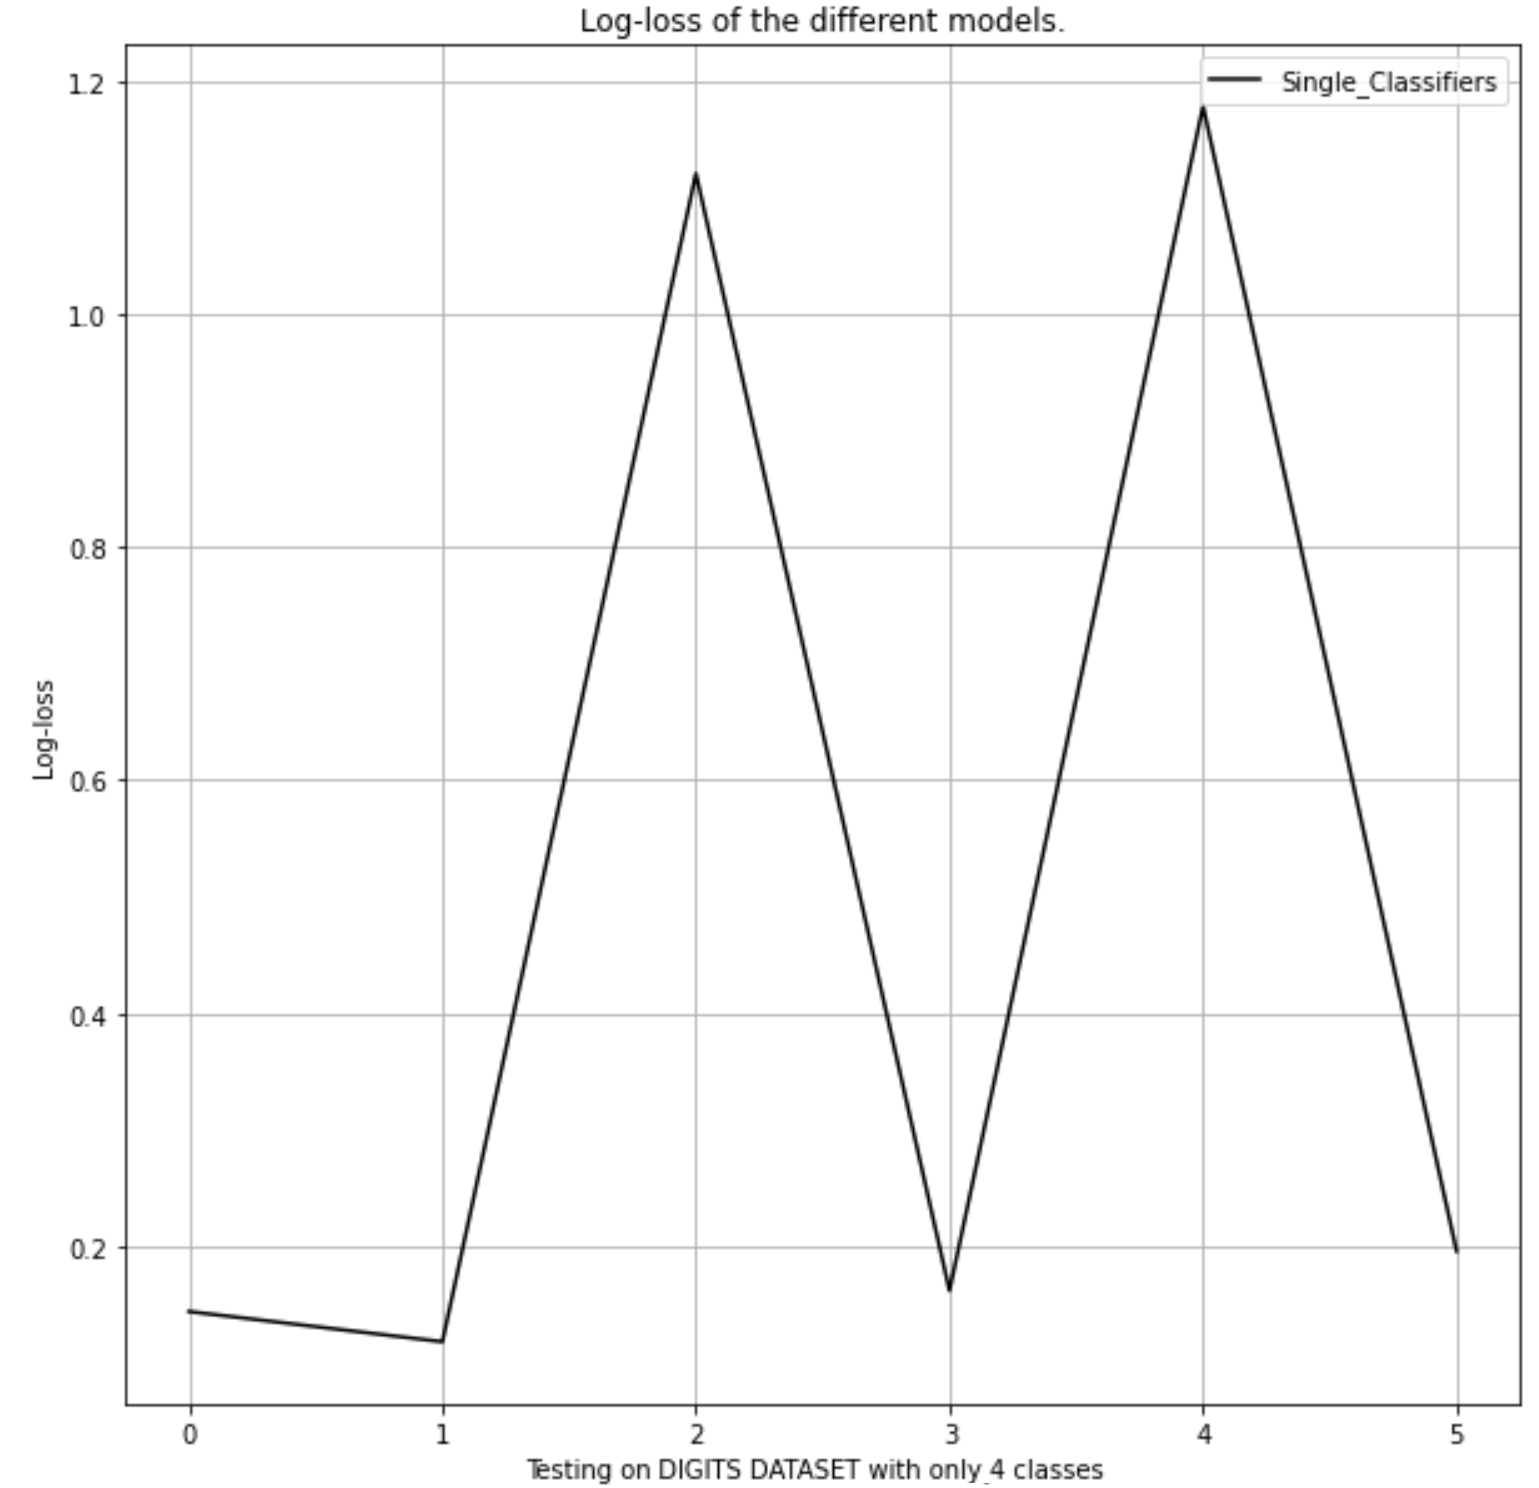 Log-loss of the different models.
Single_Classifiers
1.2
1.0
0.8
0.6
0.4
0.2
Log-loss
0 1 2 3 4 5
Testing on DIGITS DATASET with only 4 classes